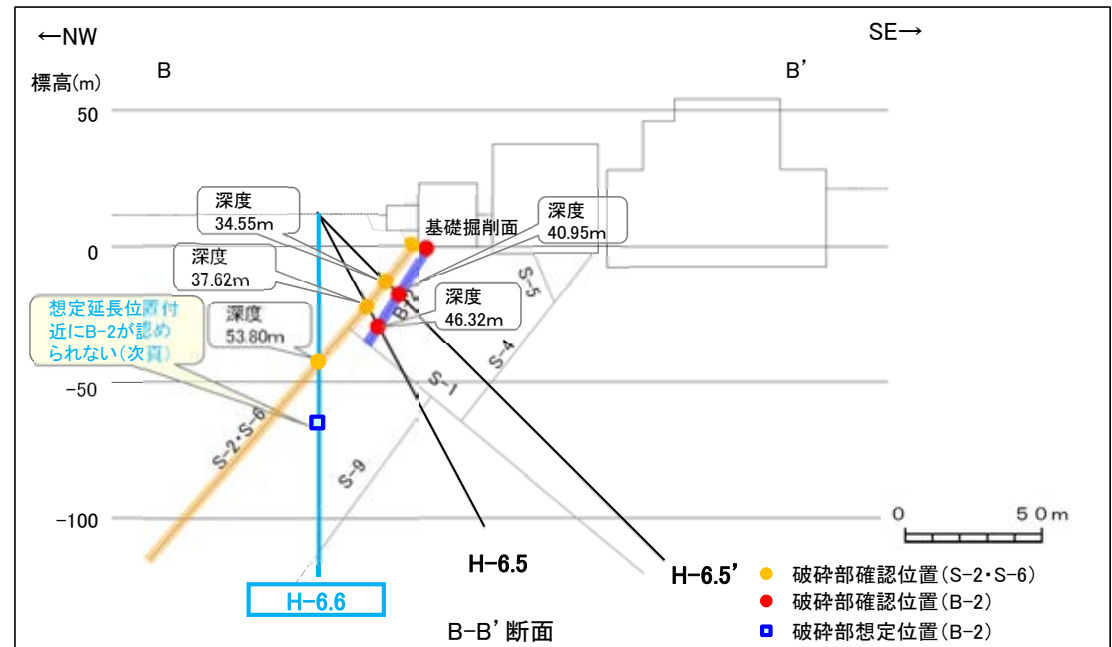 ←NW
SE→
B
B’
標高(m)
50
深度
34.55m
深度
40.95m
基礎掘削面
0
深度
37.62m
S-5
深度
46.32m
想定延長位置付
近にB-2が認め
られない(次頁)
深度
53.80m
S-4
-50
S-1
S-2・S-6
S-9
-100
0
50m
H-6.5
H-6.5’
H-6.6
破砕部確認位置(S-2・S-6)
破砕部確認位置(B-2)
破砕部想定位置(B-2)
B-B’断面